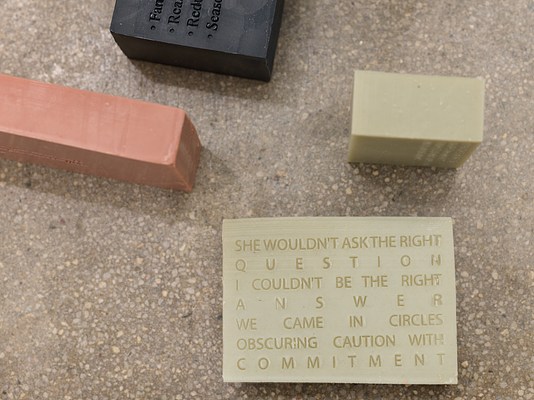 SHE WOULDN'T ASK THE RIGHT
QUESTION
I COULDN'T BE THE RIGHT
ANSWER
WE CAME IN CIRCLES
OBSCURING CAUTION WITH
COMMITMENT